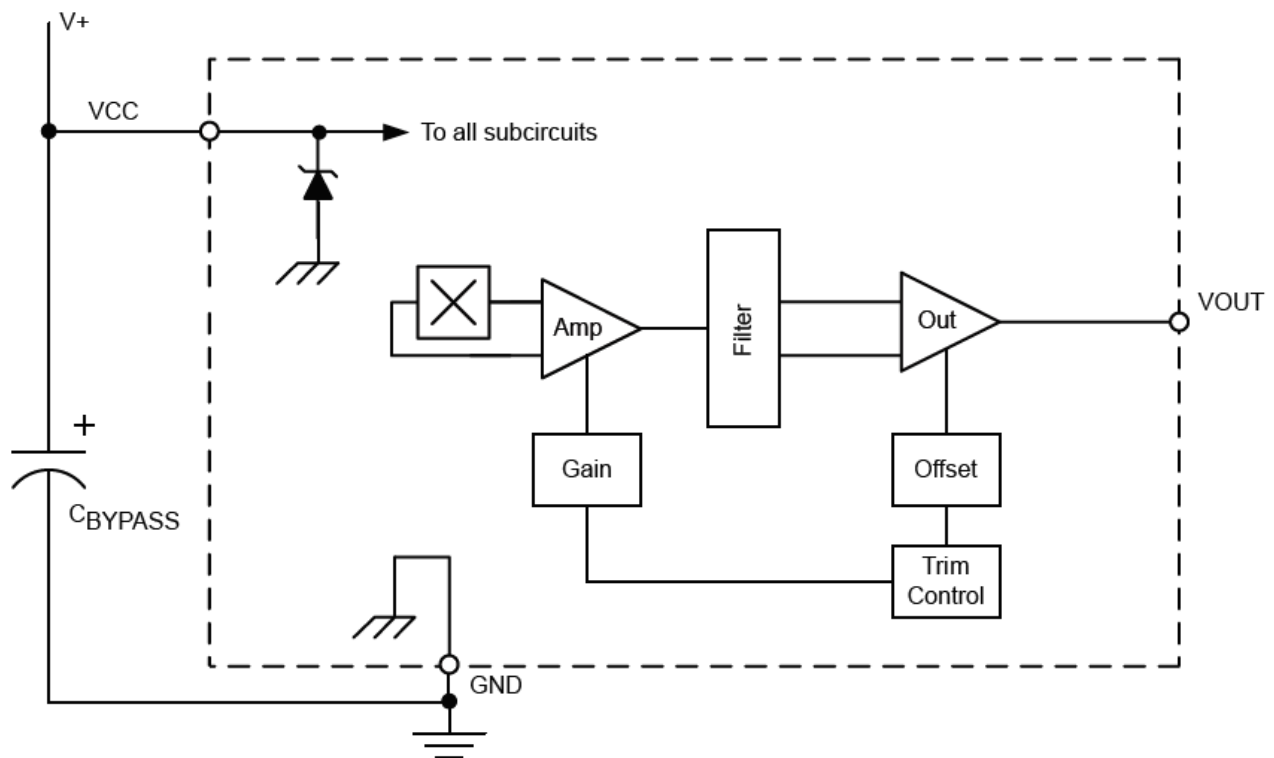 V+
VCC
To all subcircuits
Amp
Filter
Out
VOUT
Gain
Offset
+
CBYPASS
Trim
Control
GND